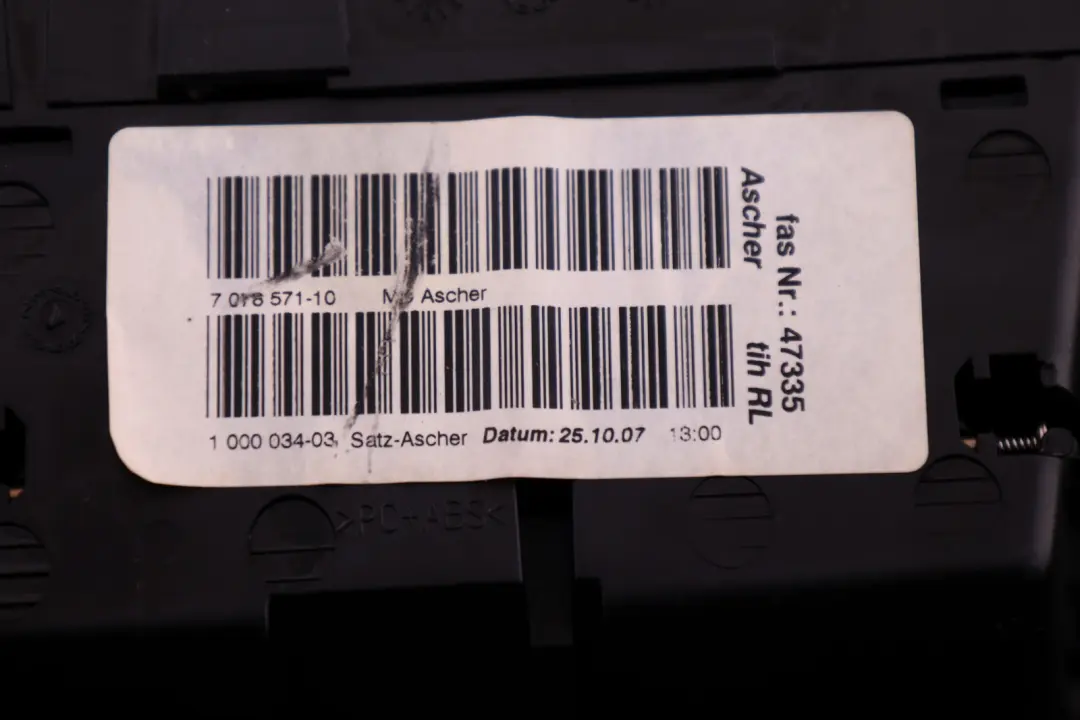 7 018 571-10 Ascher
1 000 034-03, Satz-Ascher Datum: 25.10.07 13:00
fas Nr.: 47335
Ascher tih RL
>PC+ABS<